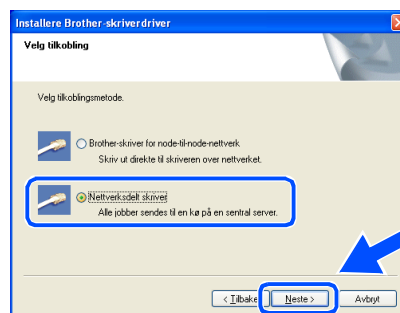 Installere Brother-skriverdriver
Velg tilkobling
Velg tilkoblingsmetode.
Brother-skriver for node-til-node-nettverk
Skriv ut direkte til skriveren over nettverket.
Nettverksdelt skriver
Alle jobber sendes til en kø på en sentral server.
< Tilbake Neste > Avbryt